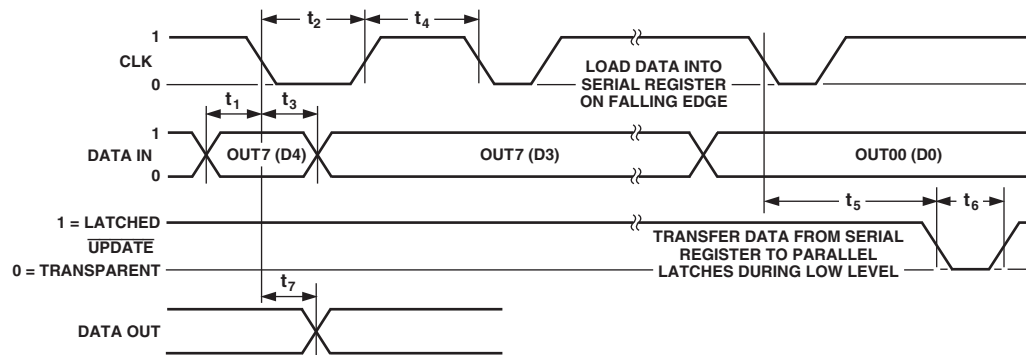 t2
t4
1
CLK
0
LOAD DATA INTO
SERIAL REGISTER
ON FALLING EDGE
t1
t3
1
DATA IN
0
OUT7 (D4)
OUT7 (D3)
OUT00 (D0)
t5
t6
1 = LATCHED
UPDATE
0 = TRANSPARENT
TRANSFER DATA FROM SERIAL
REGISTER TO PARALLEL
LATCHES DURING LOW LEVEL
t7
DATA OUT